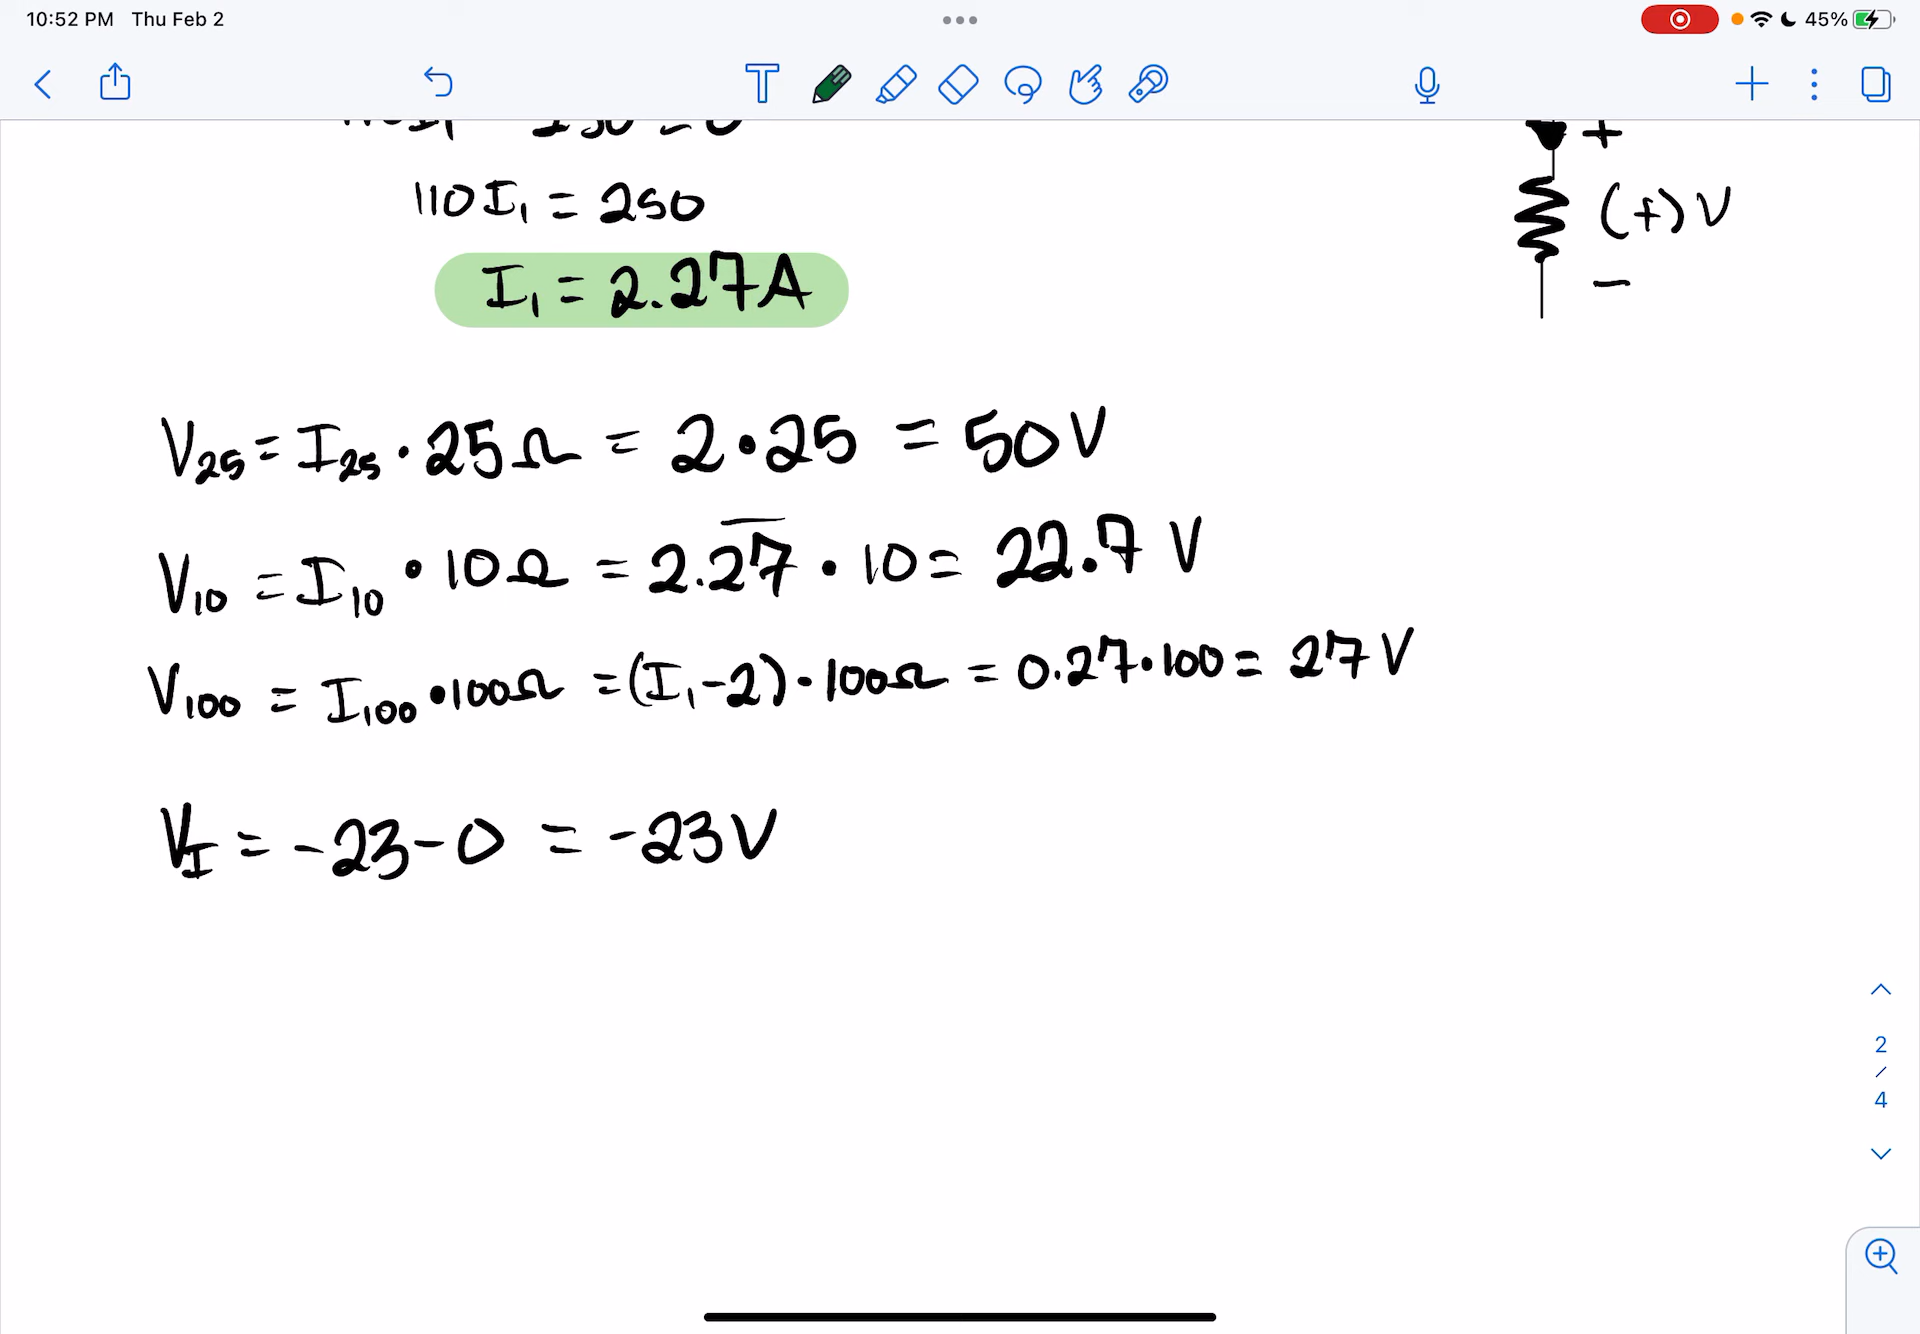 10:52 PM Thu Feb 2
45%
T
+
110I₁ = 250
(+)V
I₁ = 2.27A
−
V₂₅ = I₂₅ • 25Ω = 2•25 = 50V
V₁₀ = I₁₀ • 10Ω = 2.2̅7̅ • 10 = 22.7 V
V₁₀₀ = I₁₀₀ •100Ω = (I₁-2)•100Ω = 0.27•100 = 27 V
V_I = -23-0 = -23V
2
/
4